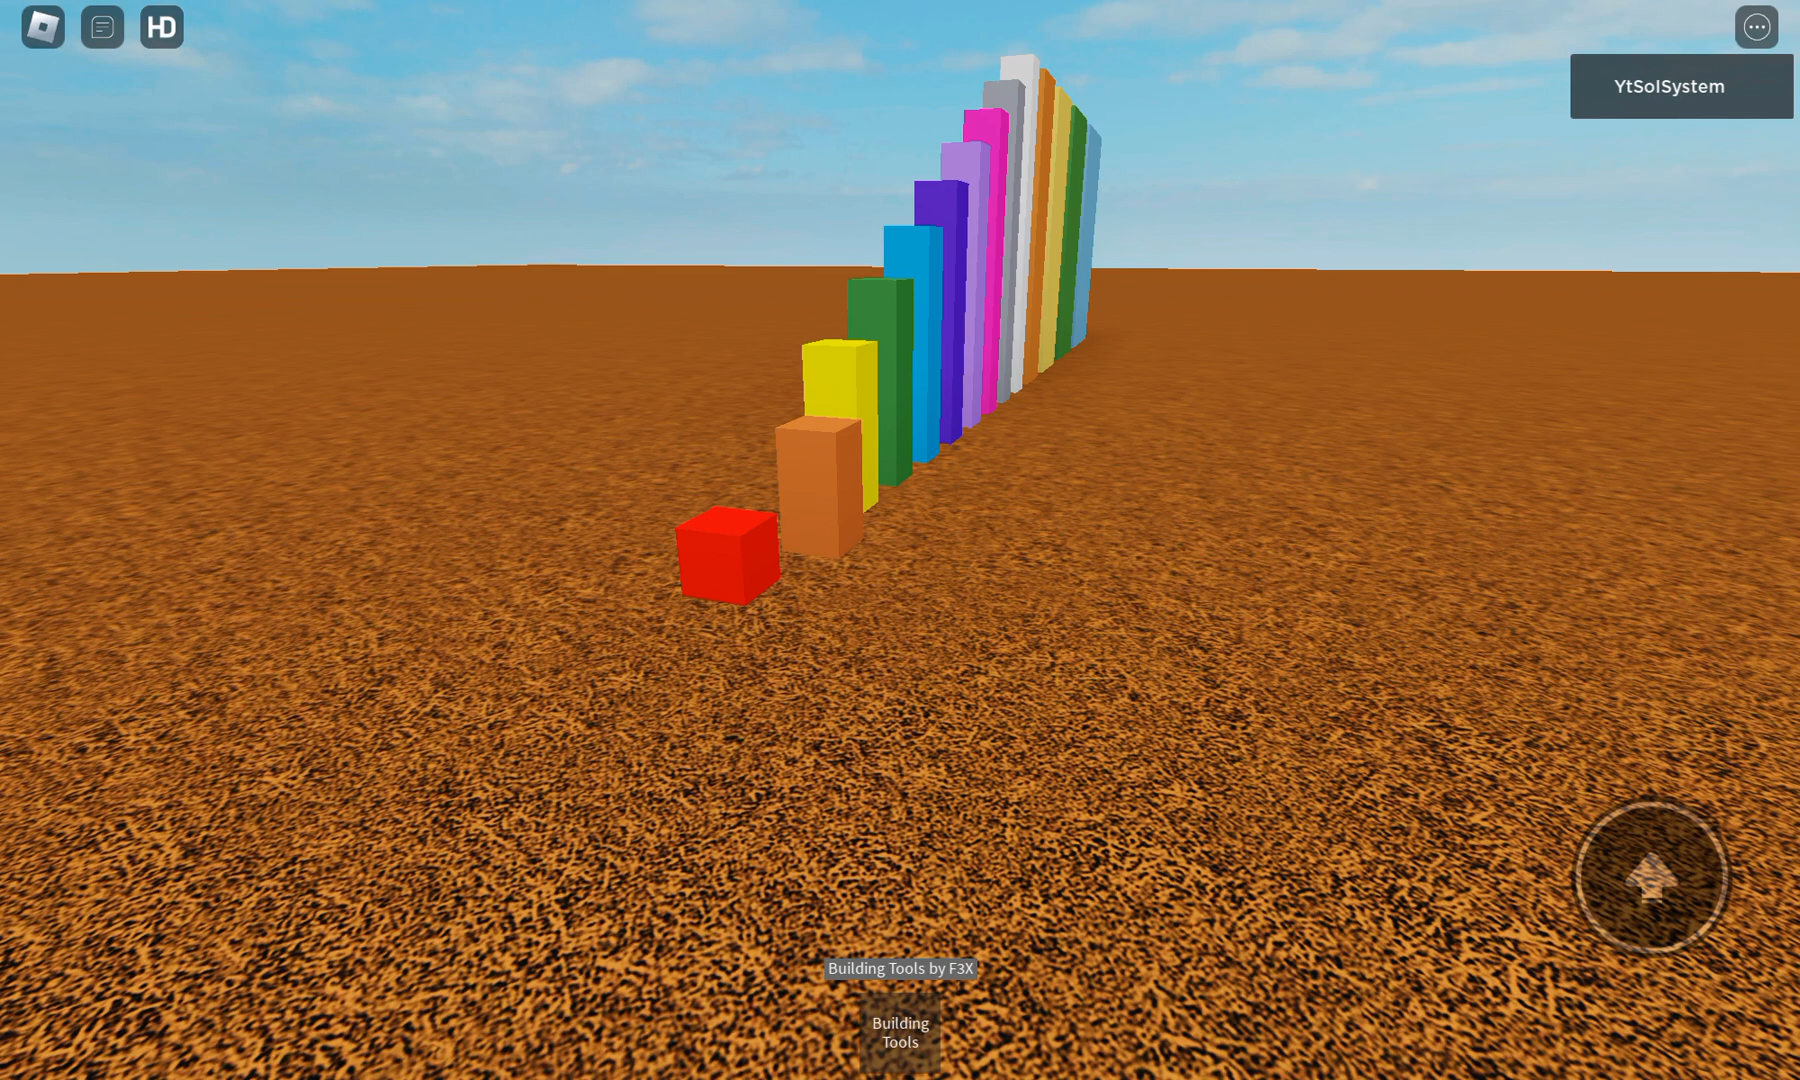 HD
YtSolSystem
Building Tools by F3X
Building
Tools